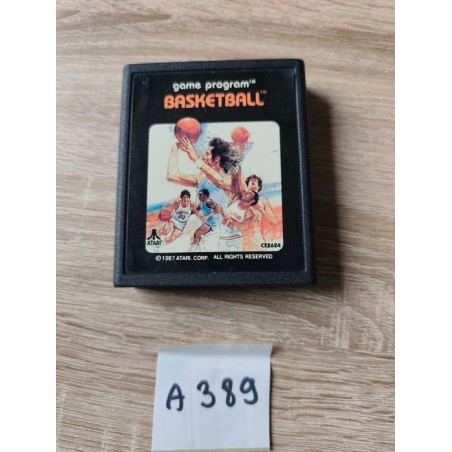 game program™
BASKETBALL™
ATARI
CX2624
© 1987 ATARI CORP. ALL RIGHTS RESERVED
A 389